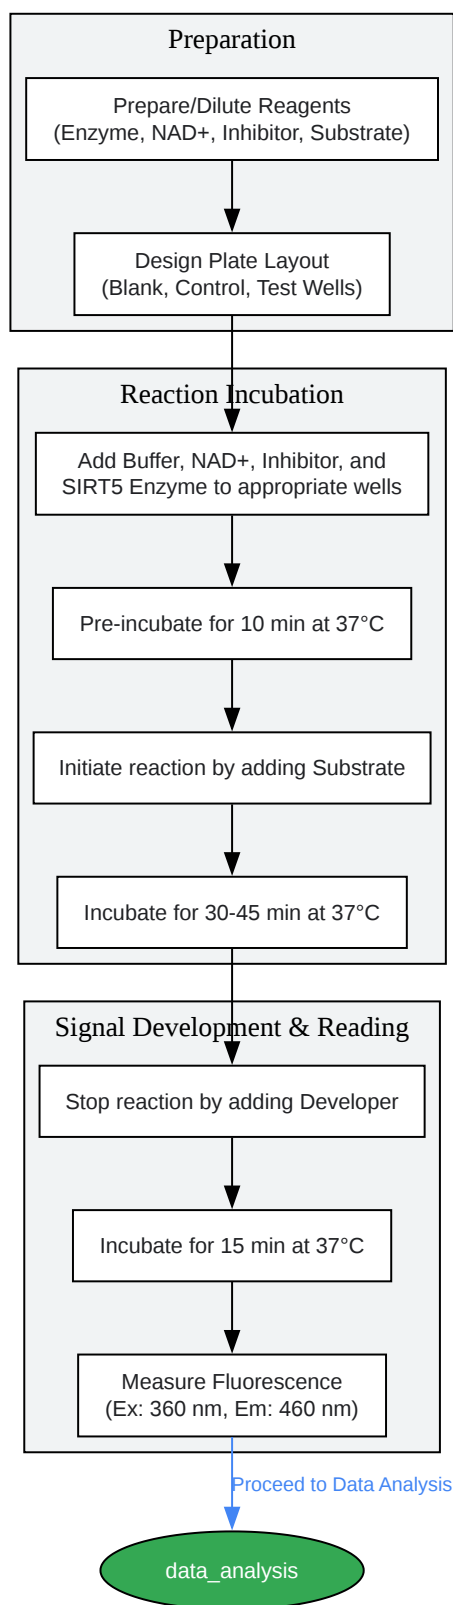 Preparation
Prepare/Dilute Reagents
(Enzyme, NAD+, Inhibitor, Substrate)
Design Plate Layout
(Blank, Control, Test Wells)
Reaction Incubation
Add Buffer, NAD+, Inhibitor, and
SIRT5 Enzyme to appropriate wells
Pre-incubate for 10 min at 37°C
Initiate reaction by adding Substrate
Incubate for 30-45 min at 37°C
Signal Development & Reading
Stop reaction by adding Developer
Incubate for 15 min at 37°C
Measure Fluorescence
(Ex: 360 nm, Em: 460 nm)
Proceed to Data Analysis
data_analysis